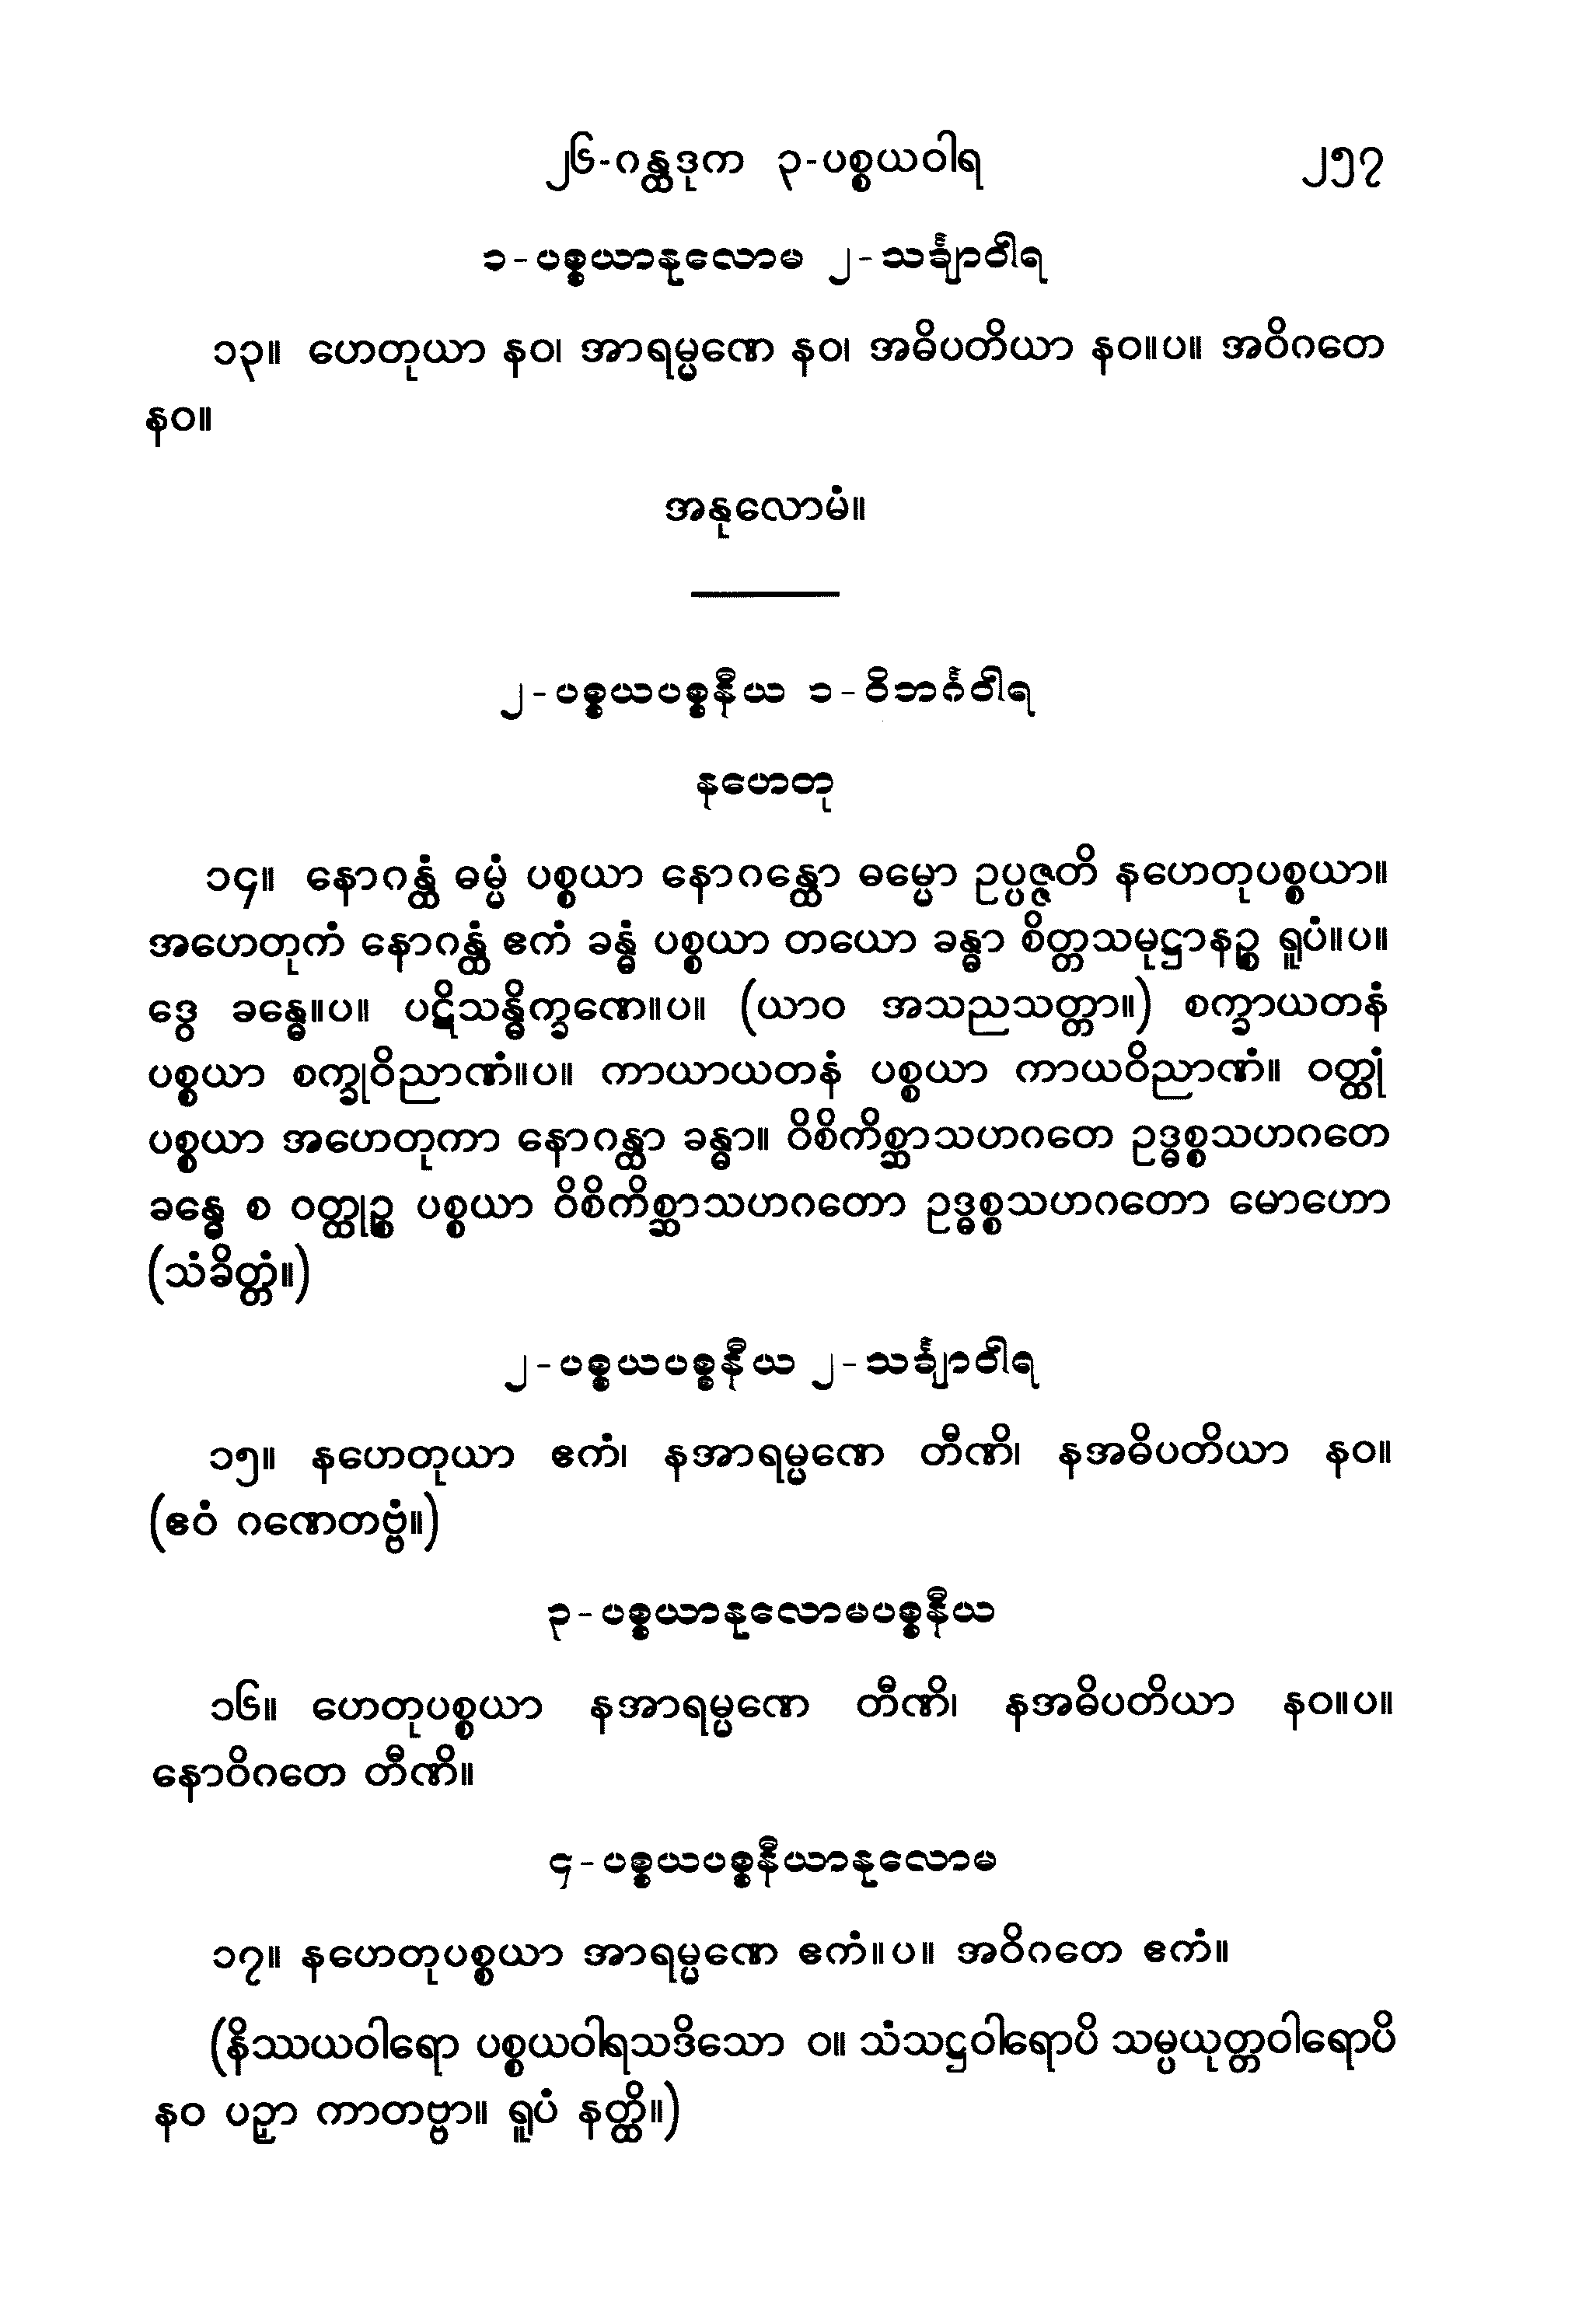 ၂၆-ဂန္ထဒုက ၃-ပစ္စယဝါရ ၂၅၇
၁-ပစ္စယာနုလောမ ၂-သင်္ချာဝါရ
၁၃။ ဟေတုယာ နဝ၊ အာရမ္မဏေ နဝ၊ အဓိပတိယာ နဝ။ပ။ အဝိဂတေ
နဝ။
အနုလောမံ။
၂-ပစ္စယပစ္စနီယ ၁-ဝိဘင်္ဂဝါရ
နဟေတု
၁၄။ နောဂန္ထံ ဓမ္မံ ပစ္စယာ နောဂန္ထော ဓမ္မော ဥပ္ပဇ္ဇတိ နဟေတုပစ္စယာ။
အဟေတုကံ နောဂန္ထံ ဧကံ ခန္ဓံ ပစ္စယာ တယော ခန္ဓာ စိတ္တသမုဋ္ဌာနဉ္စ ရူပံ။ပ။
ဒွေ ခန္ဓေ။ပ။ ပဋိသန္ဓိက္ခဏေ။ပ။ (ယာဝ အသညသတ္တာ။) စက္ခာယတနံ
ပစ္စယာ စက္ခုဝိညာဏံ။ပ။ ကာယာယတနံ ပစ္စယာ ကာယဝိညာဏံ။ ဝတ္ထုံ
ပစ္စယာ အဟေတုကာ နောဂန္ထာ ခန္ဓာ။ ဝိစိကိစ္ဆာသဟဂတေ ဥဒ္ဓစ္စသဟဂတေ
ခန္ဓေ စ ဝတ္ထုဉ္စ ပစ္စယာ ဝိစိကိစ္ဆာသဟဂတော ဥဒ္ဓစ္စသဟဂတော မောဟော
(သံခိတ္တံ။)
၂-ပစ္စယပစ္စနီယ ၂-သင်္ချာဝါရ
၁၅။ နဟေတုယာ ဧကံ၊ နအာရမ္မဏေ တီဏိ၊ နအဓိပတိယာ နဝ။
(ဧဝံ ဂဏေတဗ္ဗံ။)
၃-ပစ္စယာနုလောမပစ္စနီယ
၁၆။ ဟေတုပစ္စယာ နအာရမ္မဏေ တီဏိ၊ နအဓိပတိယာ နဝ။ပ။
နောဝိဂတေ တီဏိ။
၄-ပစ္စယပစ္စနီယာနုလောမ
၁၇။ နဟေတုပစ္စယာ အာရမ္မဏေ ဧကံ။ပ။ အဝိဂတေ ဧကံ။
(နိဿယဝါရော ပစ္စယဝါရသဒိသော ဝ။ သံသဋ္ဌဝါရောပိ သမ္ပယုတ္တဝါရောပိ
နဝ ပဉှာ ကာတဗ္ဗာ။ ရူပံ နတ္ထိ။)